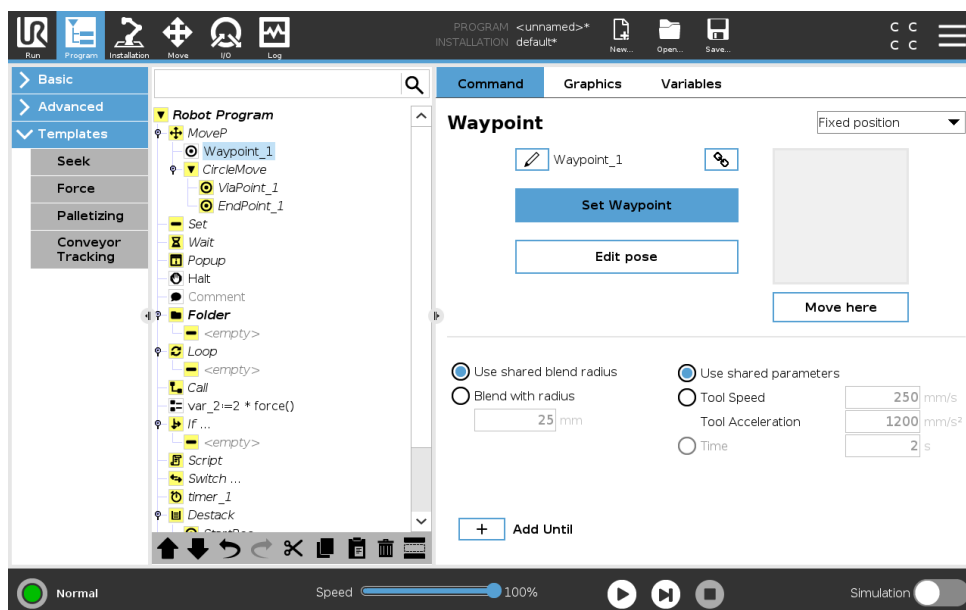 UR
PROGRAM <unnamed>*
INSTALLATION default*
Run
Program
Installation
Move
I/O
Log
New...
Open...
Save...
C C
C C
Basic
Advanced
Templates
Seek
Force
Palletizing
Conveyor
Tracking
Robot Program
MoveP
Waypoint_1
CircleMove
ViaPoint_1
EndPoint_1
Set
Wait
Popup
Halt
Comment
Folder
<empty>
Loop
<empty>
Call
var_2:=2 * force()
If ...
<empty>
Script
Switch ...
timer_1
Destack
Command
Graphics
Variables
Waypoint
Fixed position
Waypoint_1
Set Waypoint
Edit pose
Move here
Use shared blend radius
Blend with radius
25 mm
Use shared parameters
Tool Speed
250 mm/s
Tool Acceleration
1200 mm/s²
Time
2 s
+ Add Until
Normal
Speed
100%
Simulation